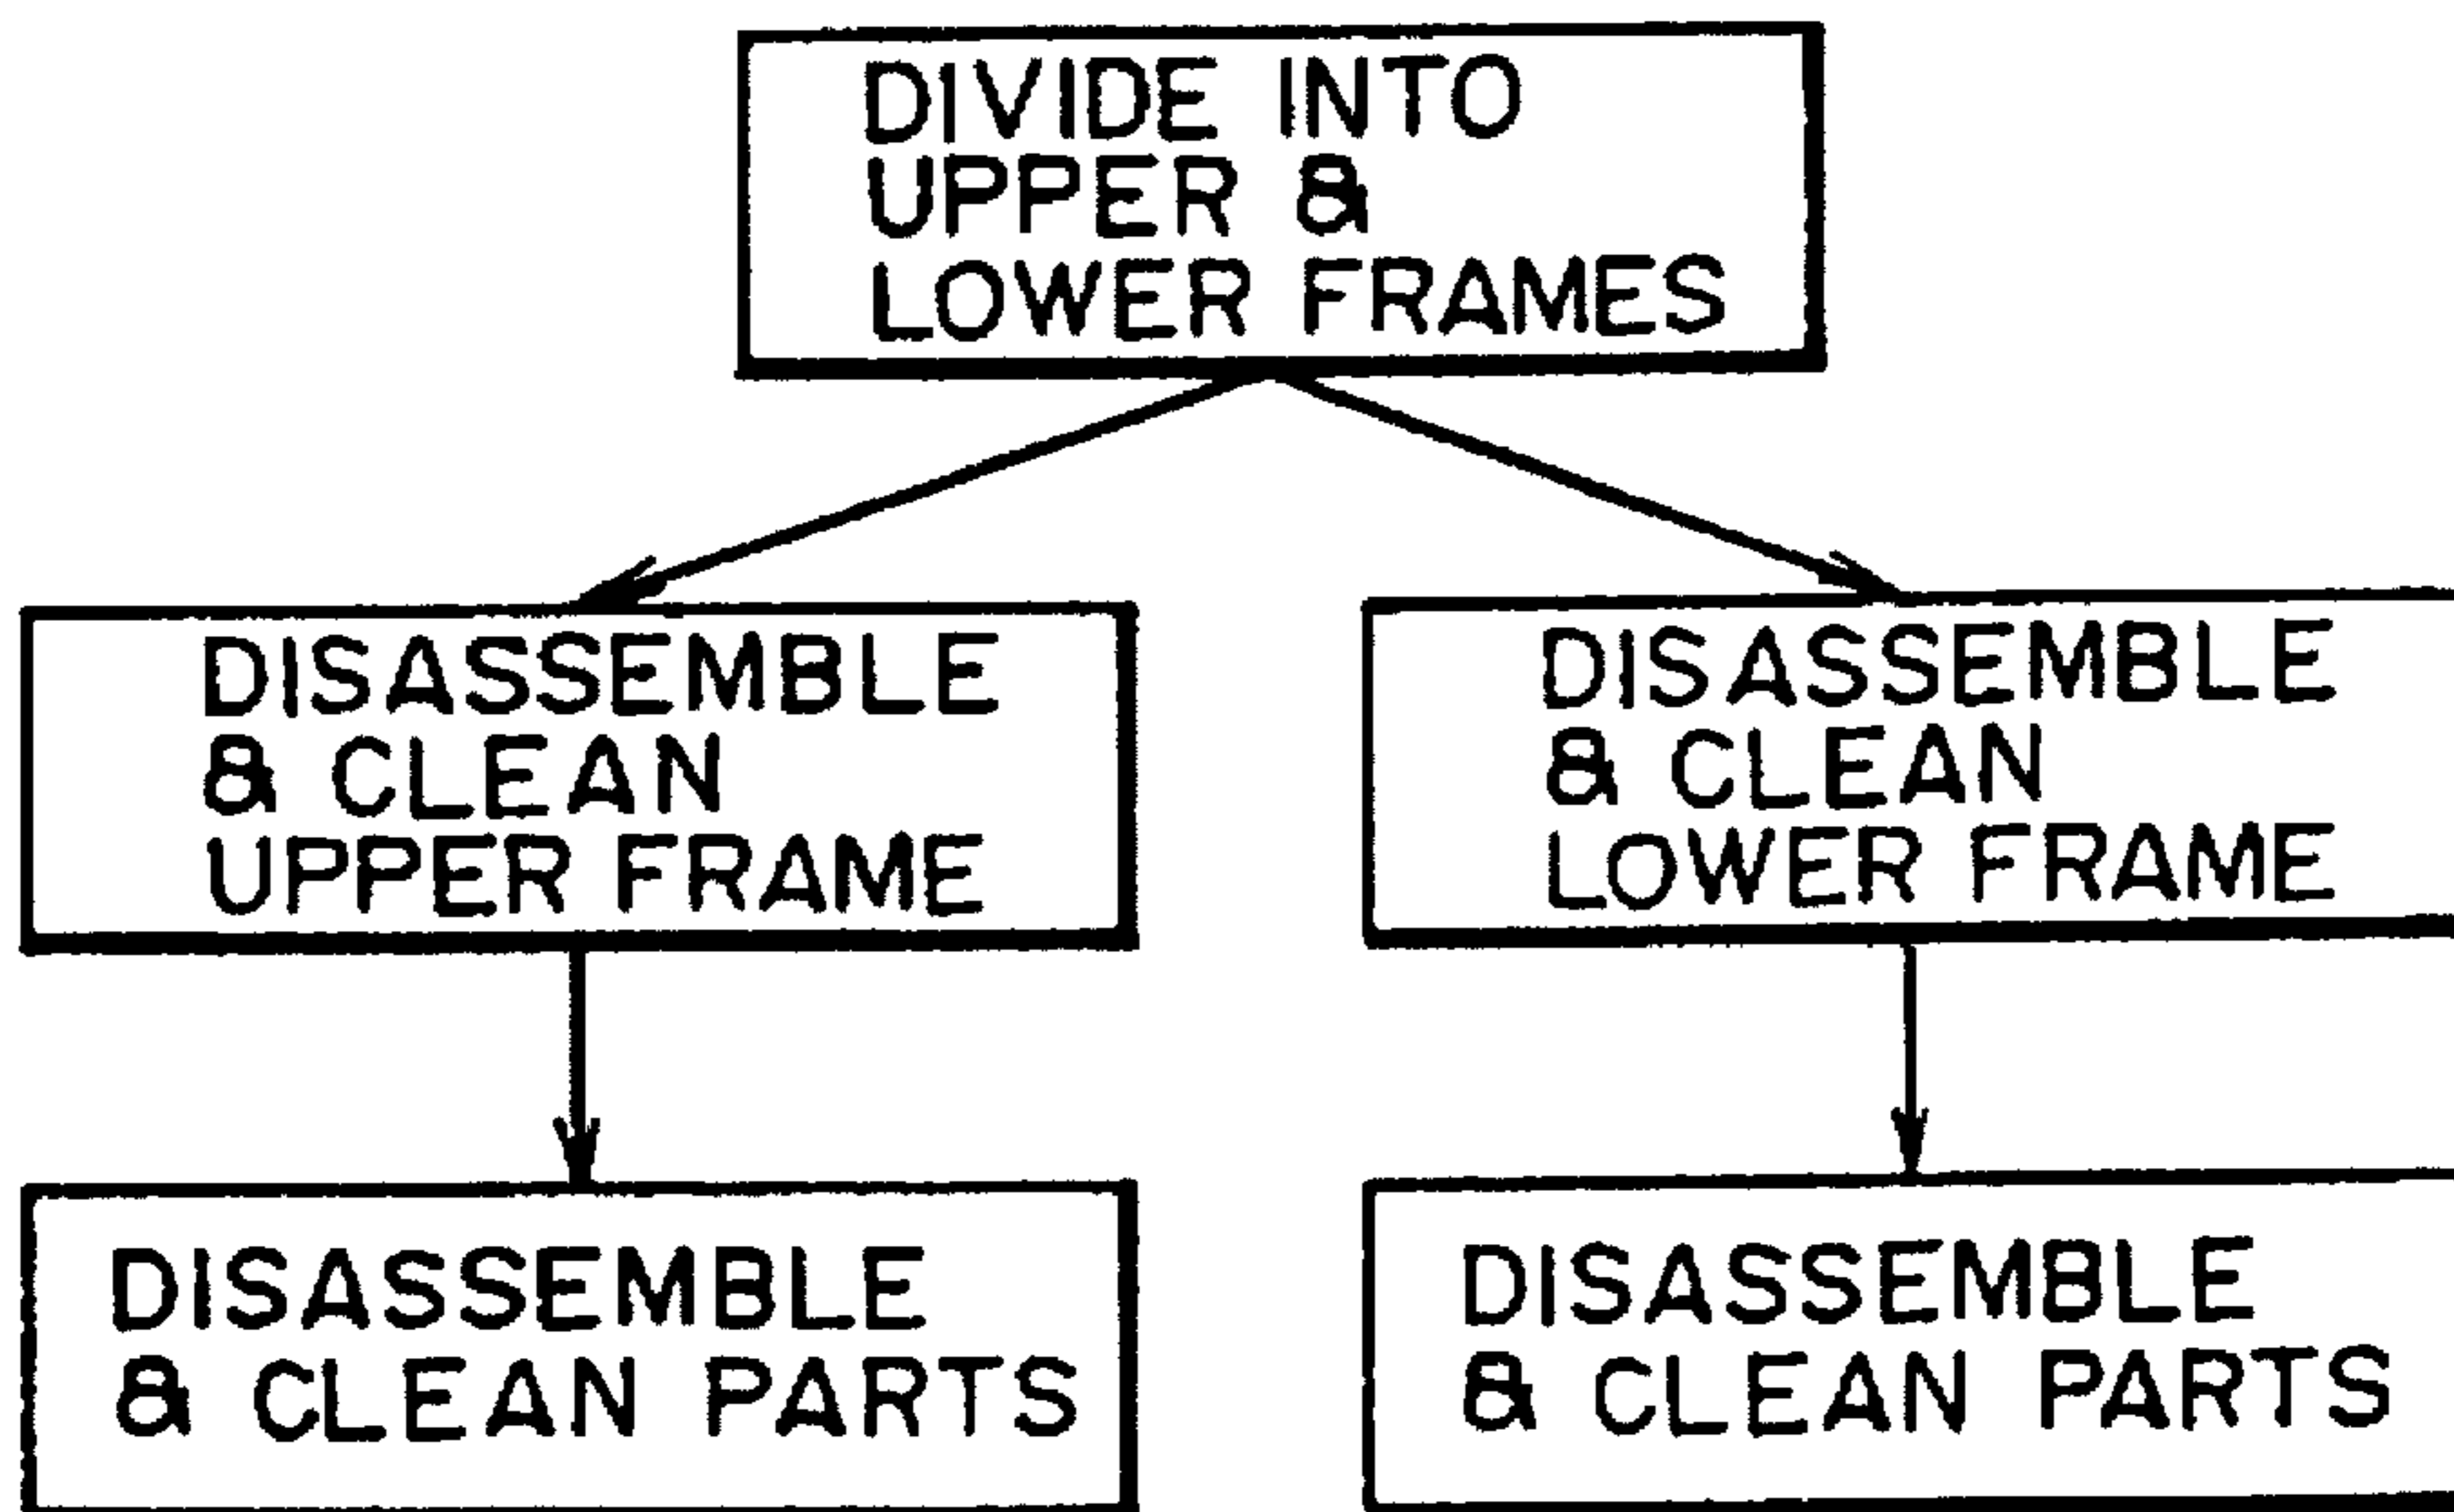 DIVIDE INTO
UPPER &
LOWER FRAMES
DISASSEMBLE
& CLEAN
UPPER FRAME
DISASSEMBLE
& CLEAN
LOWER FRAME
DISASSEMBLE
& CLEAN PARTS
DISASSEMBLE
& CLEAN PARTS